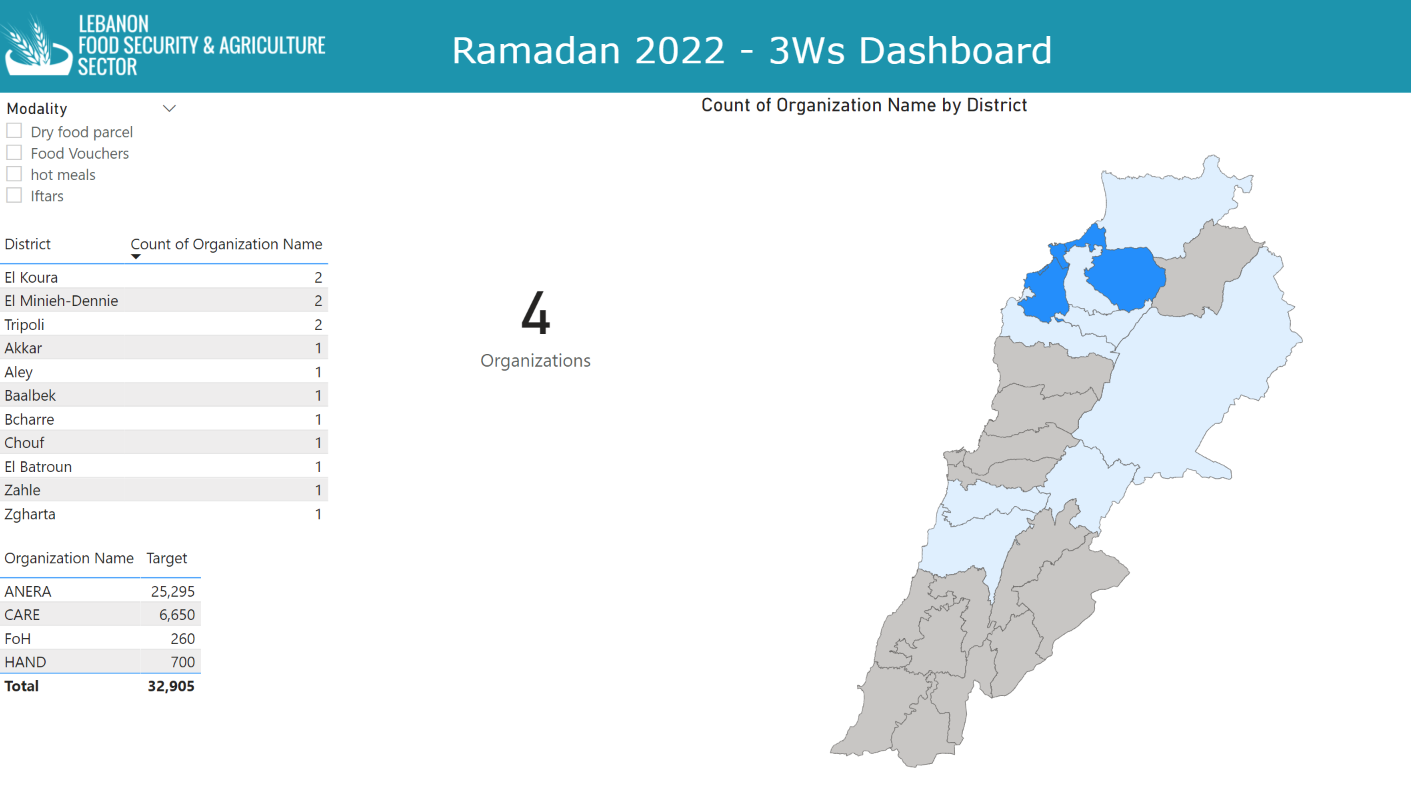 LEBANON
FOOD SECURITY & AGRICULTURE
SECTOR
Ramadan 2022 - 3Ws Dashboard
Modality
Dry food parcel
Food Vouchers
hot meals
Iftars
District Count of Organization Name
El Koura 2
El Minieh-Dennie 2
Tripoli 2
Akkar 1
Aley 1
Baalbek 1
Bcharre 1
Chouf 1
El Batroun 1
Zahle 1
Zgharta 1
Organization Name Target
ANERA 25,295
CARE 6,650
FoH 260
HAND 700
Total 32,905
4
Organizations
Count of Organization Name by District